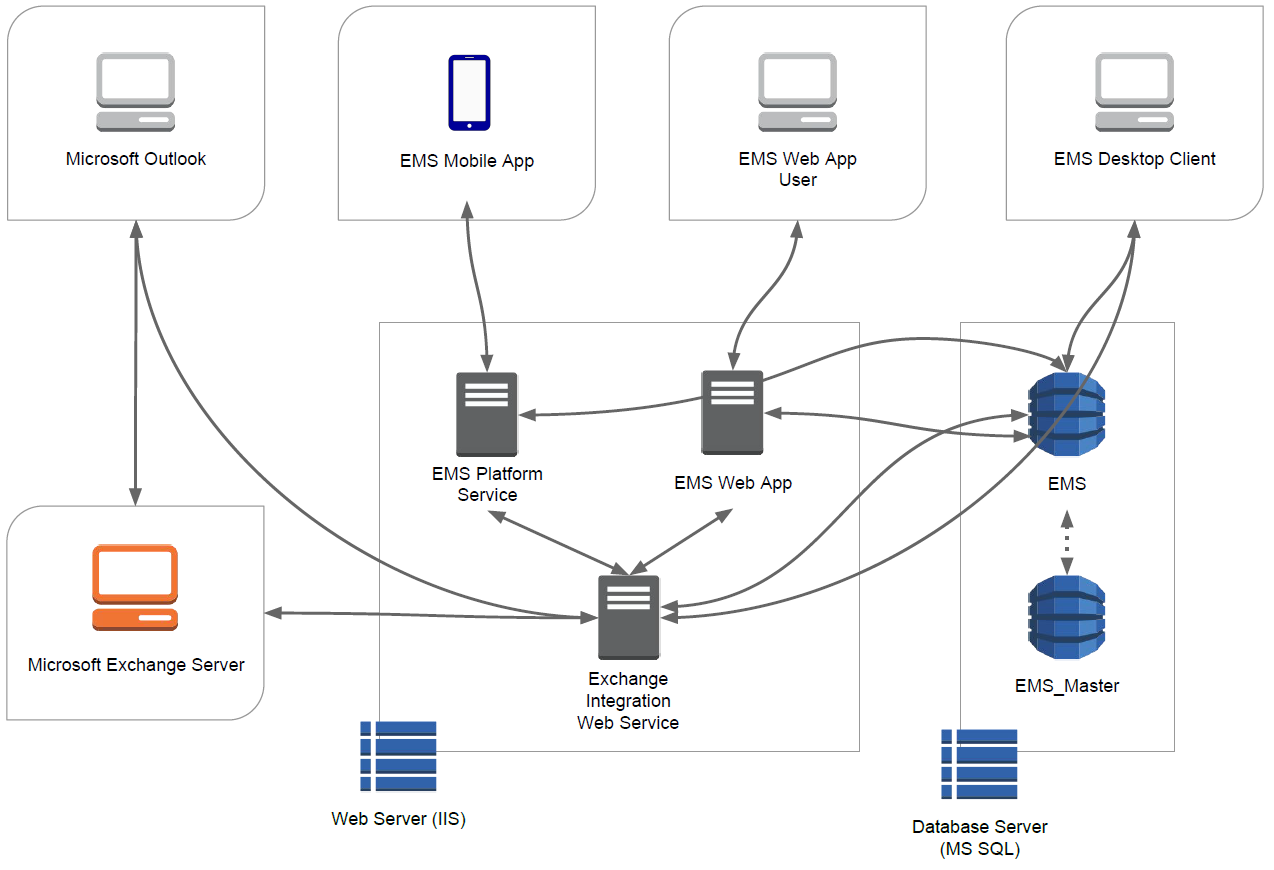 Microsoft Outlook
EMS Mobile App
EMS Web App
User
EMS Desktop Client
EMS Platform
Service
EMS Web App
EMS
Microsoft Exchange Server
Exchange
Integration
Web Service
EMS_Master
Web Server (IIS)
Database Server
(MS SQL)